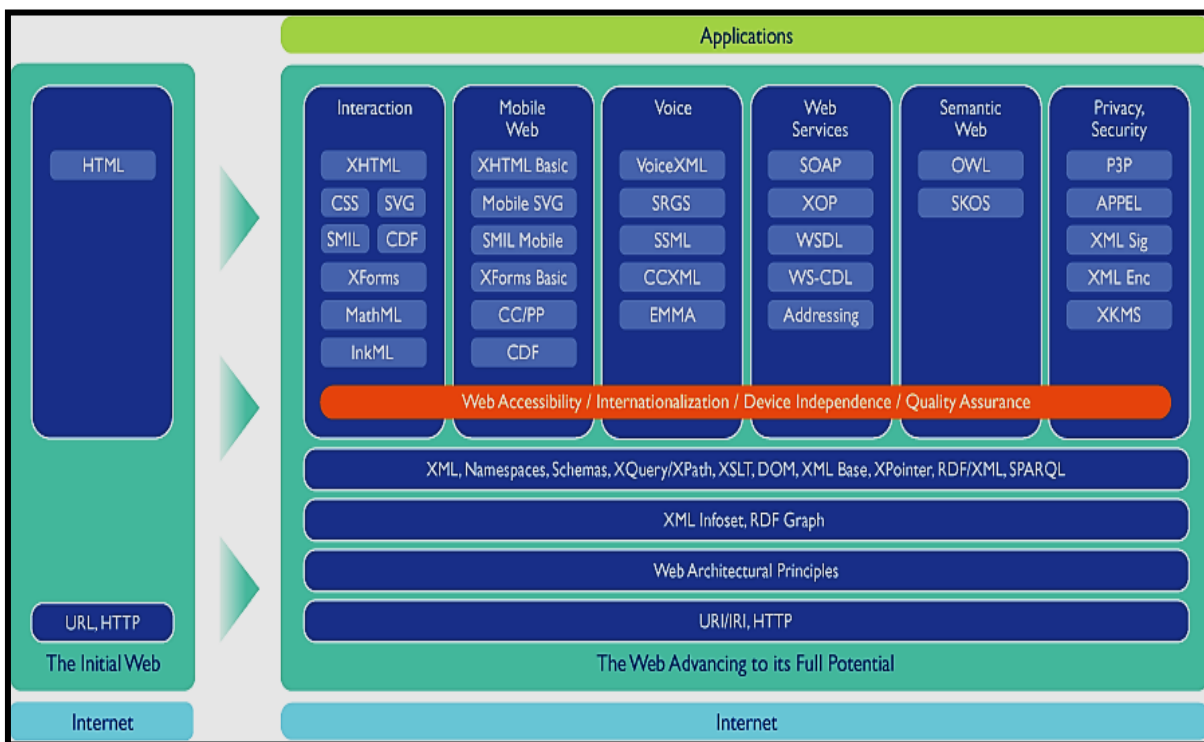 Applications
HTML
URL, HTTP
The Initial Web
Internet
Interaction
XHTML
CSS SVG
SMIL CDF
XForms
MathML
InkML
Mobile
Web
XHTML Basic
Mobile SVG
SMIL Mobile
XForms Basic
CC/PP
CDF
Voice
VoiceXML
SRGS
SSML
CCXML
EMMA
Web
Services
SOAP
XOP
WSDL
WS-CDL
Addressing
Semantic
Web
OWL
SKOS
Privacy,
Security
P3P
APPEL
XML Sig
XML Enc
XKMS
Web Accessibility / Internationalization / Device Independence / Quality Assurance
XML, Namespaces, Schemas, XQuery/XPath, XSLT, DOM, XML Base, XPointer, RDF/XML, SPARQL
XML Infoset, RDF Graph
Web Architectural Principles
URI/IRI, HTTP
The Web Advancing to its Full Potential
Internet